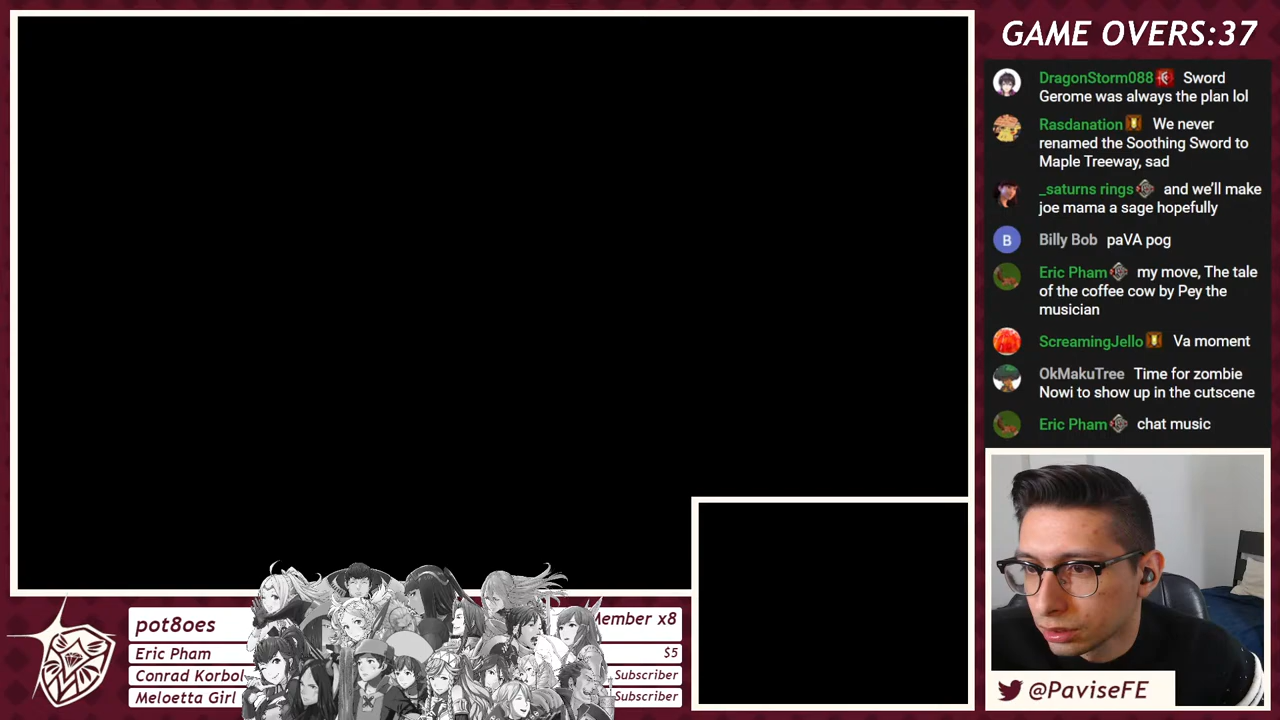 GAME OVERS:37
DragonStorm088 Sword
Gerome was always the plan lol
Rasdanation We never
renamed the Soothing Sword to
Maple Treeway, sad
_saturns rings and we'll make
joe mama a sage hopefully
B
Billy Bob paVA pog
Eric Pham my move, The tale
of the coffee cow by Pey the
musician
ScreamingJello Va moment
OkMakuTree Time for zombie
Nowi to show up in the cutscene
Eric Pham chat music
pot8oes Member x8
Eric Pham $5
Conrad Korbol Subscriber
Meloetta Girl Subscriber
@PaviseFE